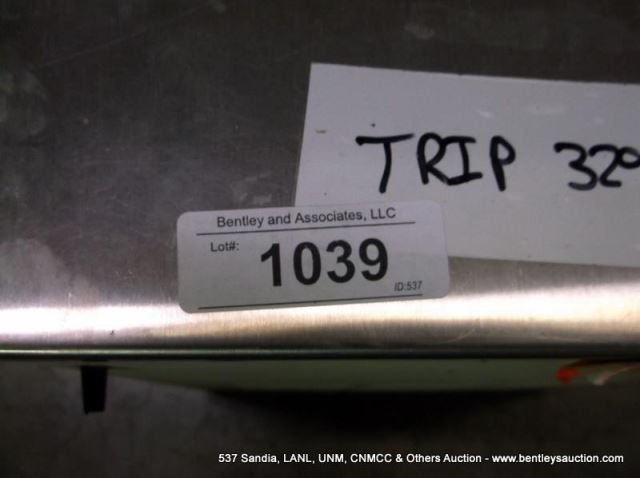 TRIP 32°
Bentley and Associates, LLC
Lot#:
1039
ID:537
537 Sandia, LANL, UNM, CNMCC & Others Auction - www.bentleysauction.com